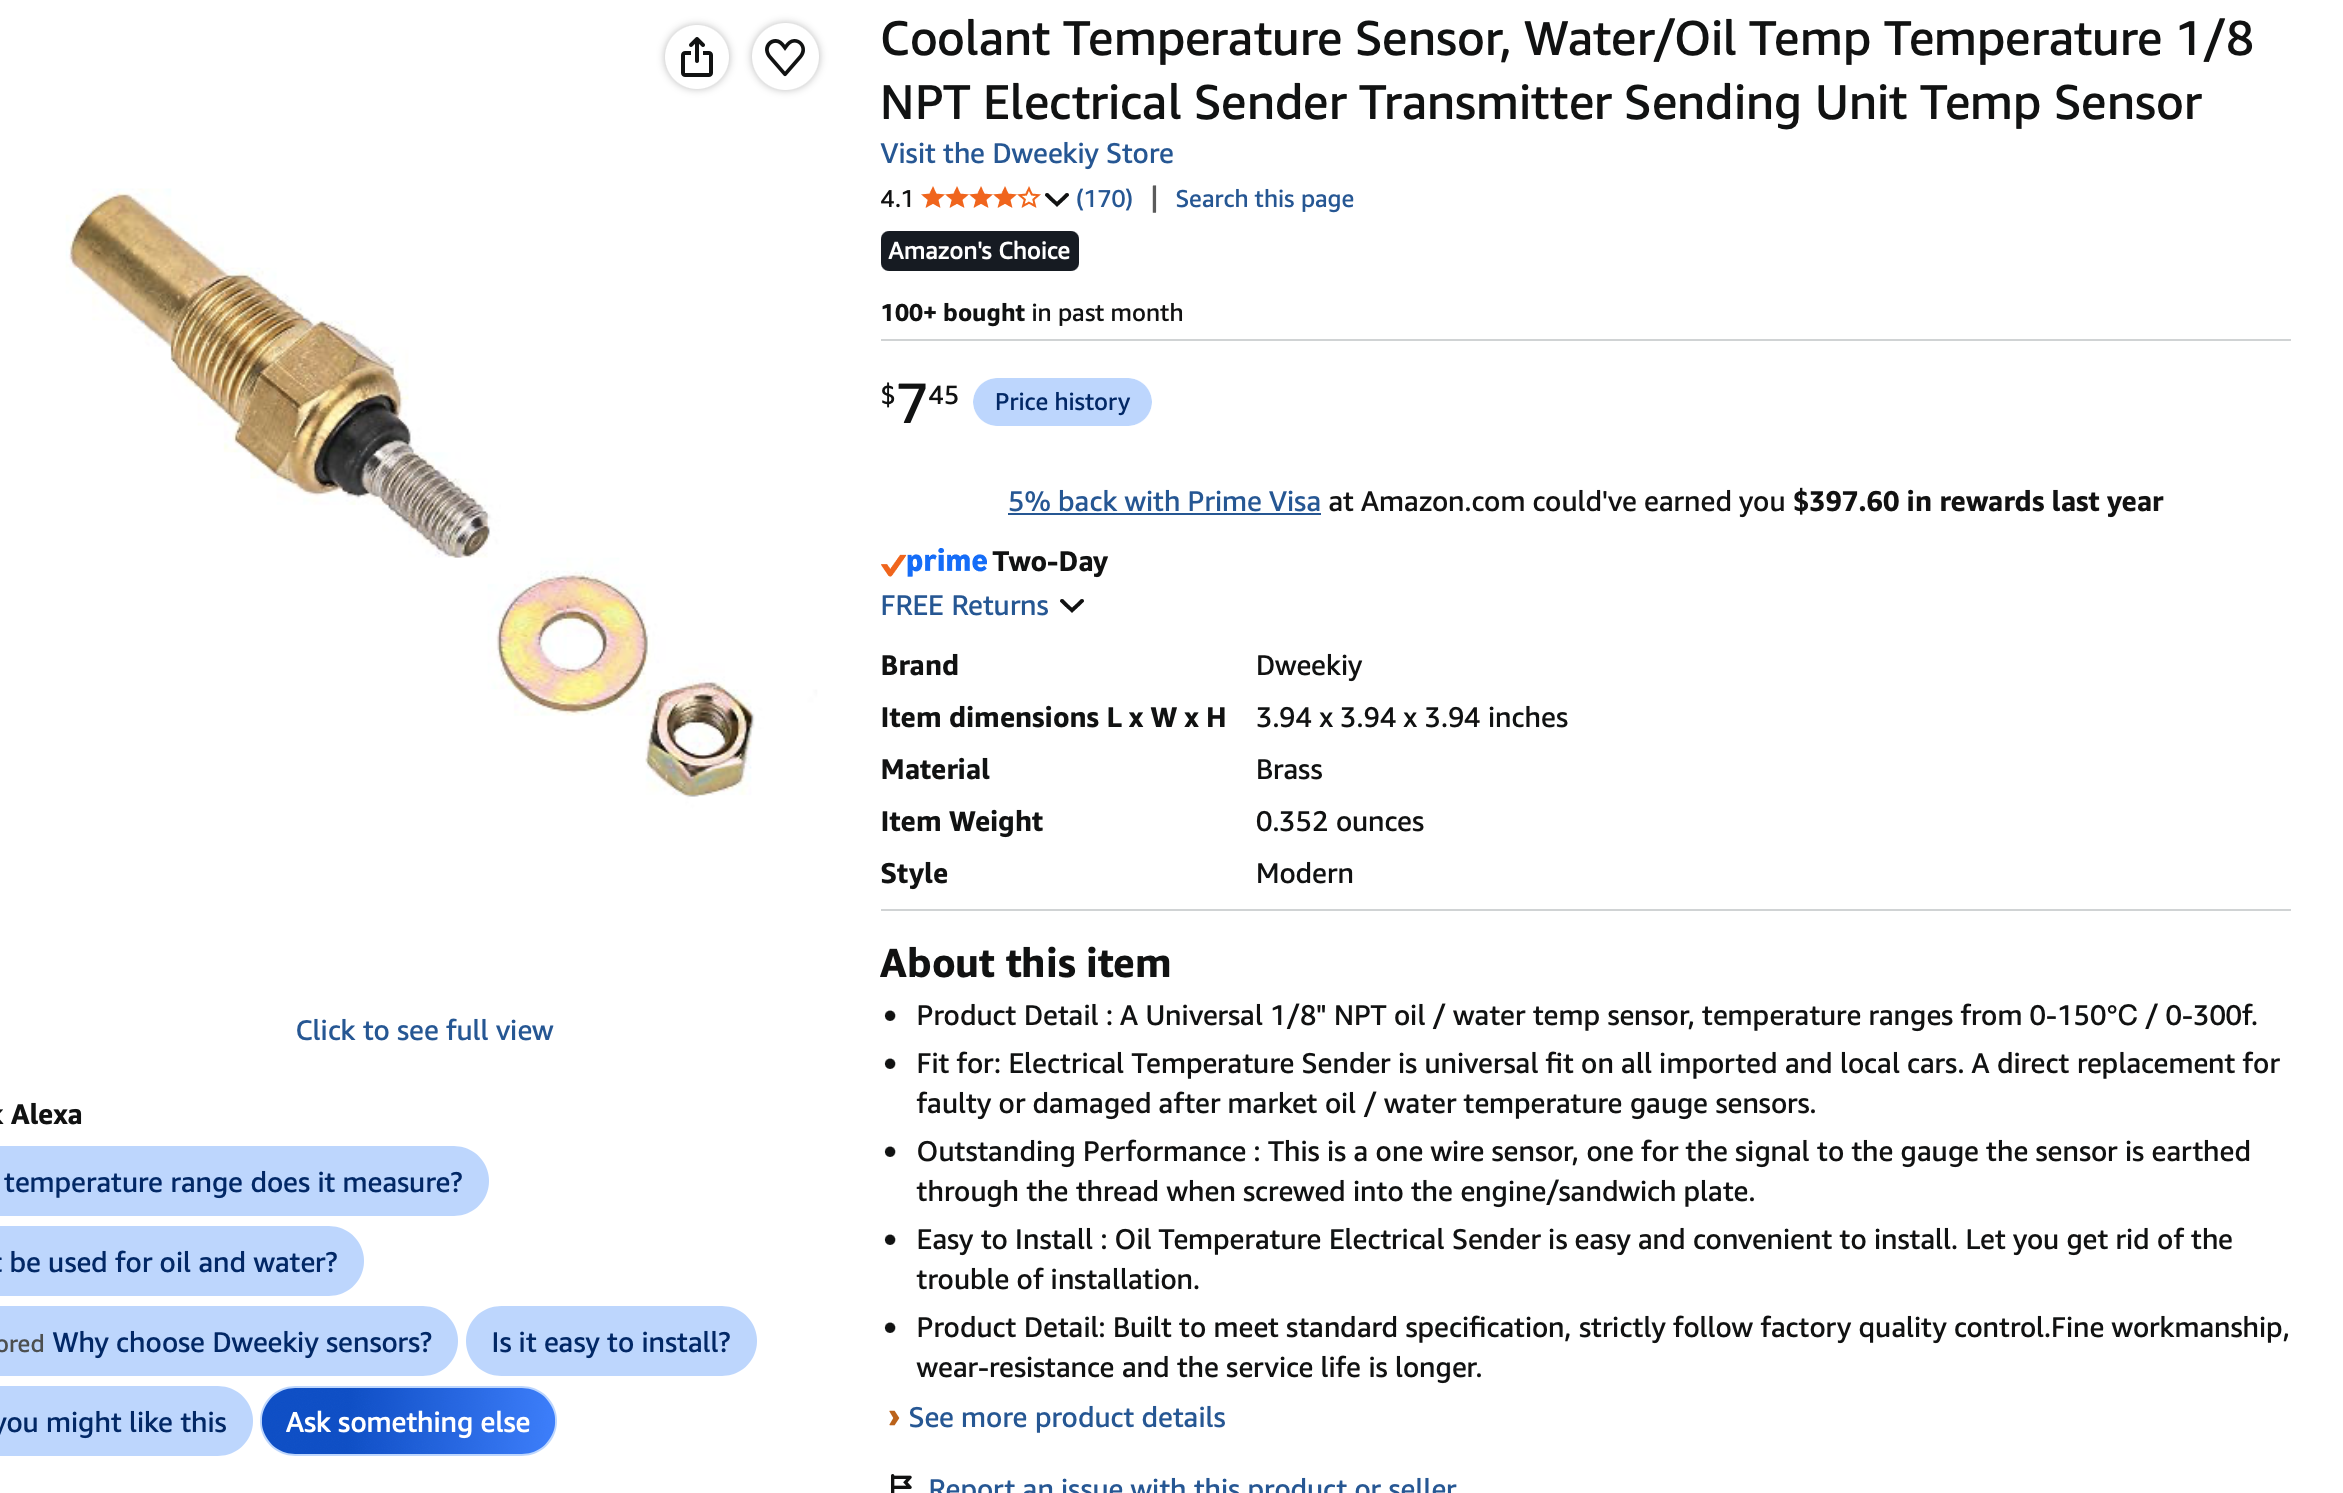 Coolant Temperature Sensor, Water/Oil Temp Temperature 1/8
NPT Electrical Sender Transmitter Sending Unit Temp Sensor
Visit the Dweekiy Store
4.1 (170) | Search this page
Amazon's Choice
100+ bought in past month
$7 45 Price history
5% back with Prime Visa at Amazon.com could've earned you $397.60 in rewards last year
prime Two-Day
FREE Returns
Brand Dweekiy
Item dimensions L x W x H 3.94 x 3.94 x 3.94 inches
Material Brass
Item Weight 0.352 ounces
Style Modern
About this item
• Product Detail : A Universal 1/8" NPT oil / water temp sensor, temperature ranges from 0-150℃ / 0-300f.
• Fit for: Electrical Temperature Sender is universal fit on all imported and local cars. A direct replacement for
faulty or damaged after market oil / water temperature gauge sensors.
• Outstanding Performance : This is a one wire sensor, one for the signal to the gauge the sensor is earthed
through the thread when screwed into the engine/sandwich plate.
• Easy to Install : Oil Temperature Electrical Sender is easy and convenient to install. Let you get rid of the
trouble of installation.
• Product Detail: Built to meet standard specification, strictly follow factory quality control.Fine workmanship,
wear-resistance and the service life is longer.
› See more product details
Report an issue with this product or seller
Click to see full view
Alexa
temperature range does it measure?
be used for oil and water?
Why choose Dweekiy sensors?
Is it easy to install?
you might like this
Ask something else